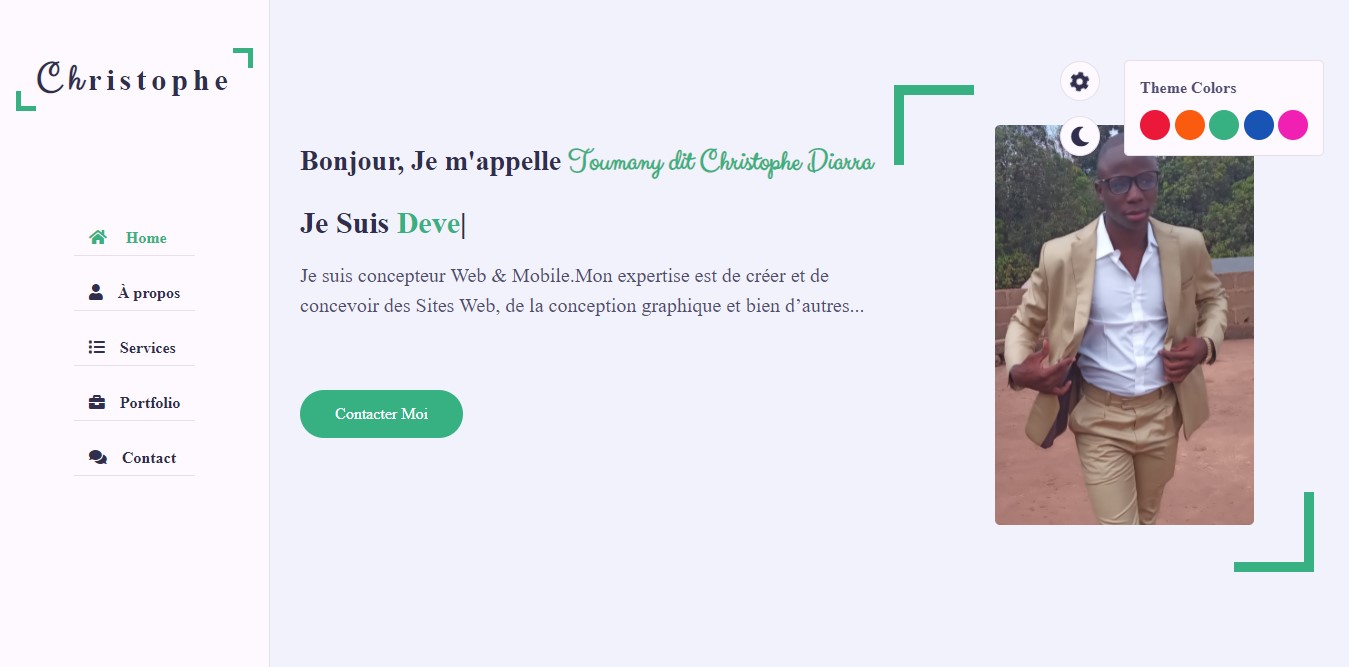 Christophe
Home
À propos
Services
Portfolio
Contact
Bonjour, Je m'appelle Toumany dit Christophe Diarra
Je Suis Deve|
Je suis concepteur Web & Mobile.Mon expertise est de créer et de
concevoir des Sites Web, de la conception graphique et bien d’autres...
Contacter Moi
Theme Colors